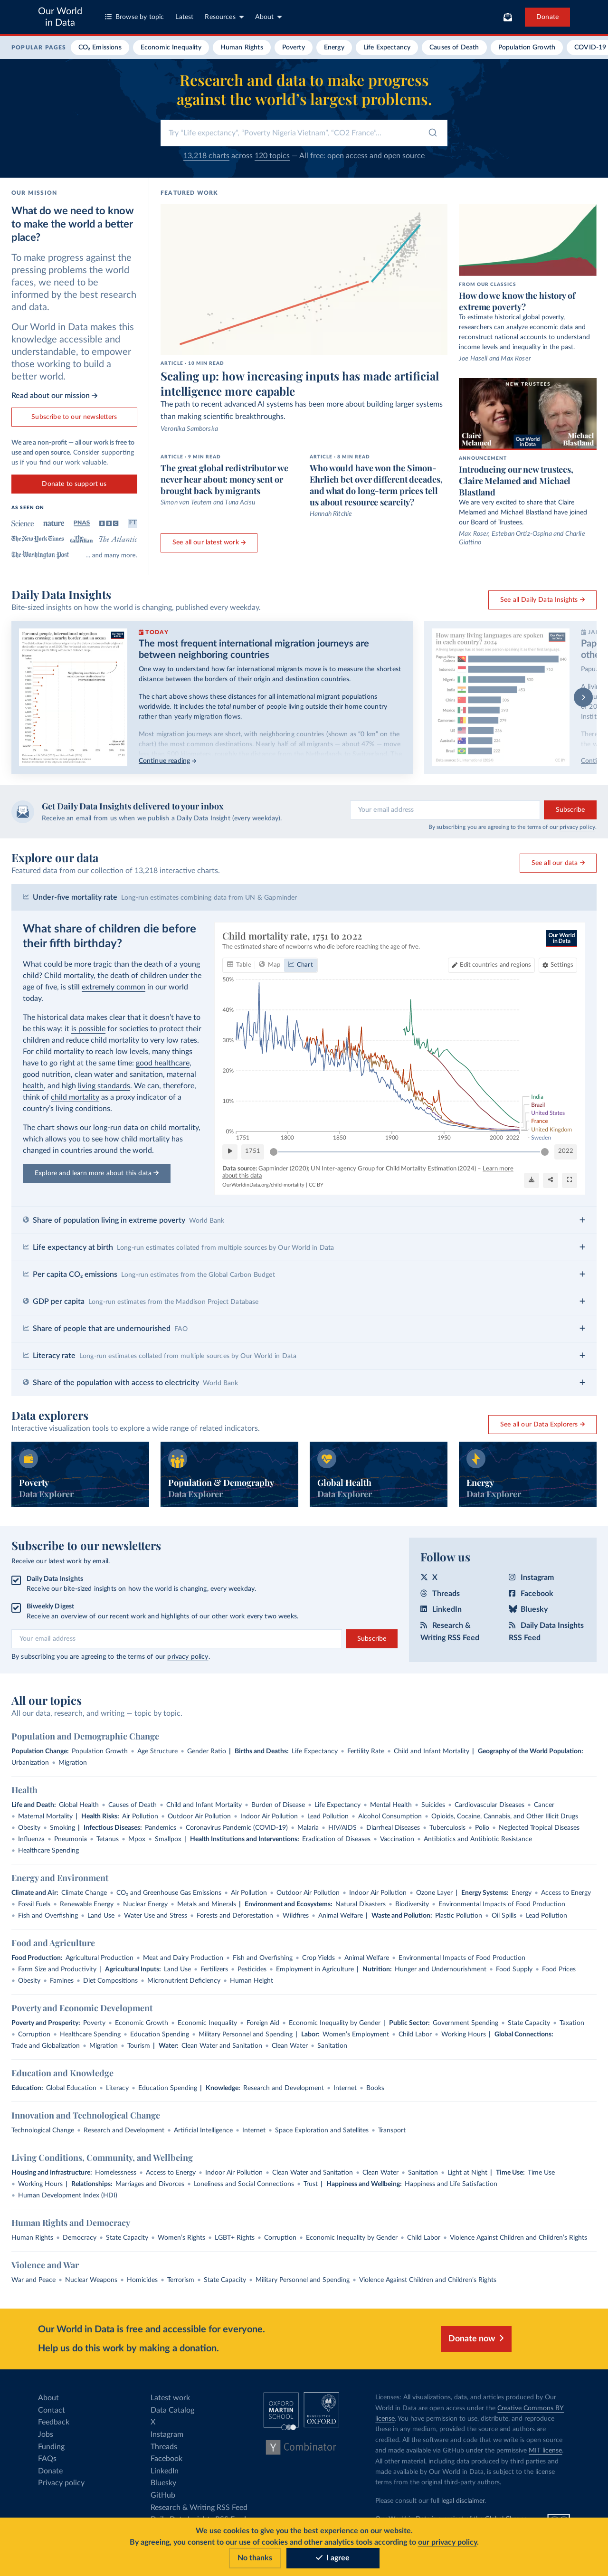 Our World
in Data
Browse by topic
Latest
Resources
About
Donate
POPULAR PAGES
CO₂ Emissions
Economic Inequality
Human Rights
Poverty
Energy
Life Expectancy
Causes of Death
Population Growth
COVID-19
Research and data to make progress
against the world's largest problems.
Try "Life expectancy", "Poverty Nigeria Vietnam", "CO2 France"...
13,218 charts across 120 topics — All free: open access and open source
OUR MISSION
What do we need to know
to make the world a better
place?
To make progress against the
pressing problems the world
faces, we need to be
informed by the best research
and data.
Our World in Data makes this
knowledge accessible and
understandable, to empower
those working to build a
better world.
Read about our mission →
Subscribe to our newsletters
We are a non-profit — all our work is free to
use and open source. Consider supporting
us if you find our work valuable.
Donate to support us
AS SEEN ON
Science
nature
PNAS
BBC
FT
The New York Times
The Guardian
The Atlantic
The Washington Post
... and many more.
FEATURED WORK
ARTICLE - 10 MIN READ
Scaling up: how increasing inputs has made artificial
intelligence more capable
The path to recent advanced AI systems has been more about building larger systems
than making scientific breakthroughs.
Veronika Samborska
ARTICLE - 9 MIN READ
The great global redistributor we
never hear about: money sent or
brought back by migrants
Simon van Teutem and Tuna Acisu
ARTICLE - 8 MIN READ
Who would have won the Simon-
Ehrlich bet over different decades,
and what do long-term prices tell
us about resource scarcity?
Hannah Ritchie
See all our latest work →
FROM OUR CLASSICS
How do we know the history of
extreme poverty?
To estimate historical global poverty,
researchers can analyze economic data and
reconstruct national accounts to understand
income levels and inequality in the past.
Joe Hasell and Max Roser
NEW TRUSTEES
Claire
Melamed
Our World
in Data
Michael
Blastland
ANNOUNCEMENT
Introducing our new trustees,
Claire Melamed and Michael
Blastland
We are very excited to share that Claire
Melamed and Michael Blastland have joined
our Board of Trustees.
Max Roser, Esteban Ortiz-Ospina and Charlie
Giattino
Daily Data Insights
Bite-sized insights on how the world is changing, published every weekday.
See all Daily Data Insights →
TODAY
The most frequent international migration journeys are
between neighboring countries
One way to understand how far international migrants move is to measure the shortest
distance between the borders of their origin and destination countries.
The chart above shows these distances for all international migrant populations
worldwide. It includes the total number of people living outside their home country
rather than yearly migration flows.
Most migration journeys are short, with neighboring countries (shown as "0 km" on the
chart) the most common destinations. Nearly half of all migrants — about 47% — move
Continue reading →
How many living languages are spoken
in each country? 2024
Get Daily Data Insights delivered to your inbox
Receive an email from us when we publish a Daily Data Insight (every weekday).
Your email address
Subscribe
By subscribing you are agreeing to the terms of our privacy policy.
Explore our data
Featured data from our collection of 13,218 interactive charts.
See all our data →
Under-five mortality rate Long-run estimates combining data from UN & Gapminder
What share of children die before
their fifth birthday?
What could be more tragic than the death of a young
child? Child mortality, the death of children under the
age of five, is still extremely common in our world
today.
The historical data makes clear that it doesn't have to
be this way: it is possible for societies to protect their
children and reduce child mortality to very low rates.
For child mortality to reach low levels, many things
have to go right at the same time: good healthcare,
good nutrition, clean water and sanitation, maternal
health, and high living standards. We can, therefore,
think of child mortality as a proxy indicator of a
country's living conditions.
The chart shows our long-run data on child mortality,
which allows you to see how child mortality has
changed in countries around the world.
Explore and learn more about this data →
Child mortality rate, 1751 to 2022
The estimated share of newborns who die before reaching the age of five.
Our World
in Data
Table
Map
Chart
Edit countries and regions
Settings
50%
40%
30%
20%
10%
0%
India
Brazil
United States
France
United Kingdom
Sweden
1751 1800 1850 1900 1950 2000 2022
1751
2022
Data source: Gapminder (2020); UN Inter-agency Group for Child Mortality Estimation (2024) – Learn more
about this data
OurWorldinData.org/child-mortality | CC BY
Share of population living in extreme poverty World Bank
Life expectancy at birth Long-run estimates collated from multiple sources by Our World in Data
Per capita CO₂ emissions Long-run estimates from the Global Carbon Budget
GDP per capita Long-run estimates from the Maddison Project Database
Share of people that are undernourished FAO
Literacy rate Long-run estimates collated from multiple sources by Our World in Data
Share of the population with access to electricity World Bank
Data explorers
Interactive visualization tools to explore a wide range of related indicators.
See all our Data Explorers →
Poverty
Data Explorer
Population & Demography
Data Explorer
Global Health
Data Explorer
Energy
Data Explorer
Subscribe to our newsletters
Receive our latest work by email.
Daily Data Insights
Receive our bite-sized insights on how the world is changing, every weekday.
Biweekly Digest
Receive an overview of our recent work and highlights of our other work every two weeks.
Your email address
Subscribe
By subscribing you are agreeing to the terms of our privacy policy.
Follow us
X
Instagram
Threads
Facebook
LinkedIn
Bluesky
Research &
Writing RSS Feed
Daily Data Insights
RSS Feed
All our topics
All our data, research, and writing — topic by topic.
Population and Demographic Change
Population Change: Population Growth • Age Structure • Gender Ratio | Births and Deaths: Life Expectancy • Fertility Rate • Child and Infant Mortality | Geography of the World Population:
Urbanization • Migration
Health
Life and Death: Global Health • Causes of Death • Child and Infant Mortality • Burden of Disease • Life Expectancy • Mental Health • Suicides • Cardiovascular Diseases • Cancer
• Maternal Mortality | Health Risks: Air Pollution • Outdoor Air Pollution • Indoor Air Pollution • Lead Pollution • Alcohol Consumption • Opioids, Cocaine, Cannabis, and Other Illicit Drugs
• Obesity • Smoking | Infectious Diseases: Pandemics • Coronavirus Pandemic (COVID-19) • Malaria • HIV/AIDS • Diarrheal Diseases • Tuberculosis • Polio • Neglected Tropical Diseases
• Influenza • Pneumonia • Tetanus • Mpox • Smallpox | Health Institutions and Interventions: Eradication of Diseases • Vaccination • Antibiotics and Antibiotic Resistance
• Healthcare Spending
Energy and Environment
Climate and Air: Climate Change • CO₂ and Greenhouse Gas Emissions • Air Pollution • Outdoor Air Pollution • Indoor Air Pollution • Ozone Layer | Energy Systems: Energy • Access to Energy
• Fossil Fuels • Renewable Energy • Nuclear Energy • Metals and Minerals | Environment and Ecosystems: Natural Disasters • Biodiversity • Environmental Impacts of Food Production
• Fish and Overfishing • Land Use • Water Use and Stress • Forests and Deforestation • Wildfires • Animal Welfare | Waste and Pollution: Plastic Pollution • Oil Spills • Lead Pollution
Food and Agriculture
Food Production: Agricultural Production • Meat and Dairy Production • Fish and Overfishing • Crop Yields • Animal Welfare • Environmental Impacts of Food Production
• Farm Size and Productivity | Agricultural Inputs: Land Use • Fertilizers • Pesticides • Employment in Agriculture | Nutrition: Hunger and Undernourishment • Food Supply • Food Prices
• Obesity • Famines • Diet Compositions • Micronutrient Deficiency • Human Height
Poverty and Economic Development
Poverty and Prosperity: Poverty • Economic Growth • Economic Inequality • Foreign Aid • Economic Inequality by Gender | Public Sector: Government Spending • State Capacity • Taxation
• Corruption • Healthcare Spending • Education Spending • Military Personnel and Spending | Labor: Women's Employment • Child Labor • Working Hours | Global Connections:
Trade and Globalization • Migration • Tourism | Water: Clean Water and Sanitation • Clean Water • Sanitation
Education and Knowledge
Education: Global Education • Literacy • Education Spending | Knowledge: Research and Development • Internet • Books
Innovation and Technological Change
Technological Change • Research and Development • Artificial Intelligence • Internet • Space Exploration and Satellites • Transport
Living Conditions, Community, and Wellbeing
Housing and Infrastructure: Homelessness • Access to Energy • Indoor Air Pollution • Clean Water and Sanitation • Clean Water • Sanitation • Light at Night | Time Use: Time Use
• Working Hours | Relationships: Marriages and Divorces • Loneliness and Social Connections • Trust | Happiness and Wellbeing: Happiness and Life Satisfaction
• Human Development Index (HDI)
Human Rights and Democracy
Human Rights • Democracy • State Capacity • Women's Rights • LGBT+ Rights • Corruption • Economic Inequality by Gender • Child Labor • Violence Against Children and Children's Rights
Violence and War
War and Peace • Nuclear Weapons • Homicides • Terrorism • State Capacity • Military Personnel and Spending • Violence Against Children and Children's Rights
Our World in Data is free and accessible for everyone.
Help us do this work by making a donation.
Donate now
About
Contact
Feedback
Jobs
Funding
FAQs
Donate
Privacy policy
Latest work
Data Catalog
X
Instagram
Threads
Facebook
LinkedIn
Bluesky
GitHub
Research & Writing RSS Feed
OXFORD
MARTIN
SCHOOL
UNIVERSITY OF
OXFORD
Y Combinator
Licenses: All visualizations, data, and articles produced by Our
World in Data are open access under the Creative Commons BY
license. You have permission to use, distribute, and reproduce
these in any medium, provided the source and authors are
credited. All the software and code that we write is open source
and made available via GitHub under the permissive MIT license.
All other material, including data produced by third parties and
made available by Our World in Data, is subject to the license
terms from the original third-party authors.
Please consult our full legal disclaimer.
We use cookies to give you the best experience on our website.
By agreeing, you consent to our use of cookies and other analytics tools according to our privacy policy.
No thanks
I agree